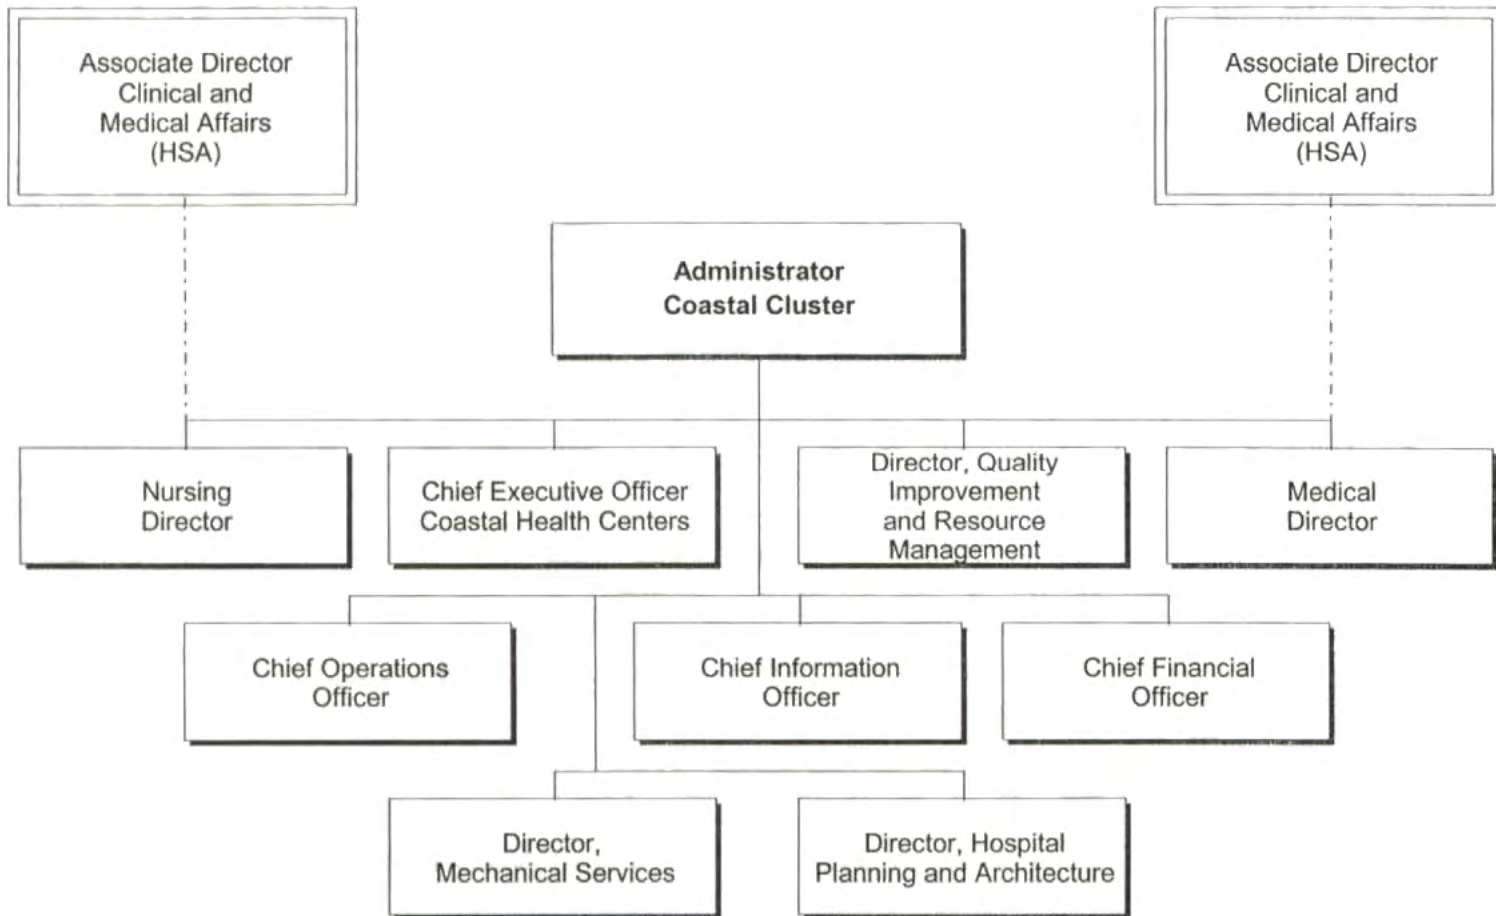 Associate Director
Clinical and
Medical Affairs
(HSA)
Associate Director
Clinical and
Medical Affairs
(HSA)
Administrator
Coastal Cluster
Nursing
Director
Chief Executive Officer
Coastal Health Centers
Director, Quality
Improvement
and Resource
Management
Medical
Director
Chief Operations
Officer
Chief Information
Officer
Chief Financial
Officer
Director,
Mechanical Services
Director, Hospital
Planning and Architecture